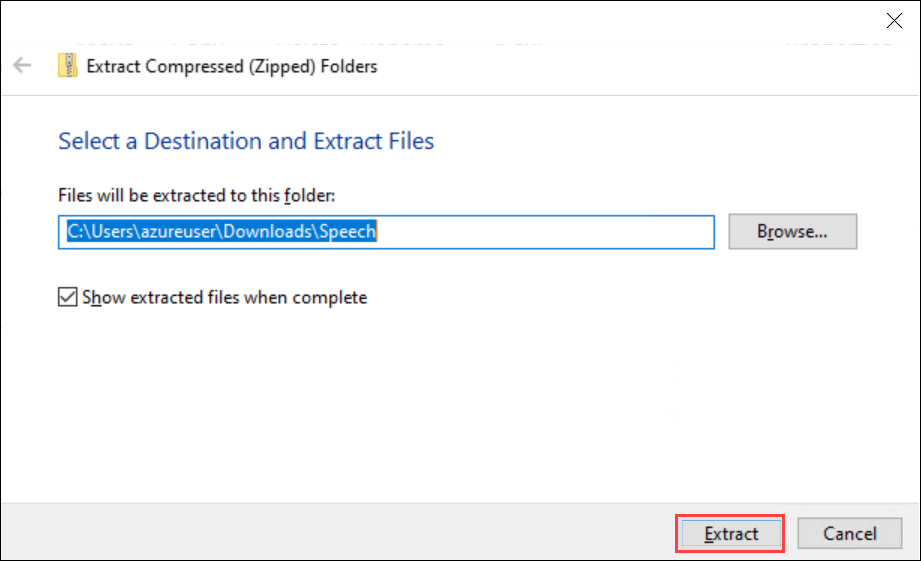 Extract Compressed (Zipped) Folders
Select a Destination and Extract Files
Files will be extracted to this folder:
C:\Users\azureuser\Downloads\Speech
Browse...
Show extracted files when complete
Extract
Cancel